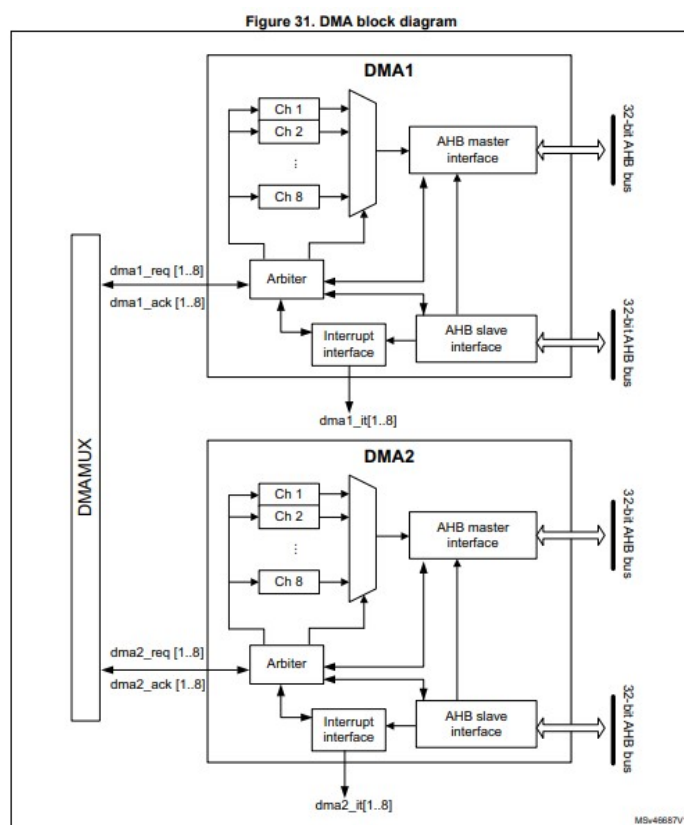 Figure 31. DMA block diagram
DMA1
Ch 1
Ch 2
...
Ch 8
AHB master
interface
32-bit AHB bus
dma1_req [1..8]
dma1_ack [1..8]
Arbiter
Interrupt
interface
AHB slave
interface
32-bit AHB bus
dma1_it[1..8]
DMAMUX
DMA2
Ch 1
Ch 2
...
Ch 8
AHB master
interface
32-bit AHB bus
dma2_req [1..8]
dma2_ack [1..8]
Arbiter
Interrupt
interface
AHB slave
interface
32-bit AHB bus
dma2_it[1..8]
MSv46687V